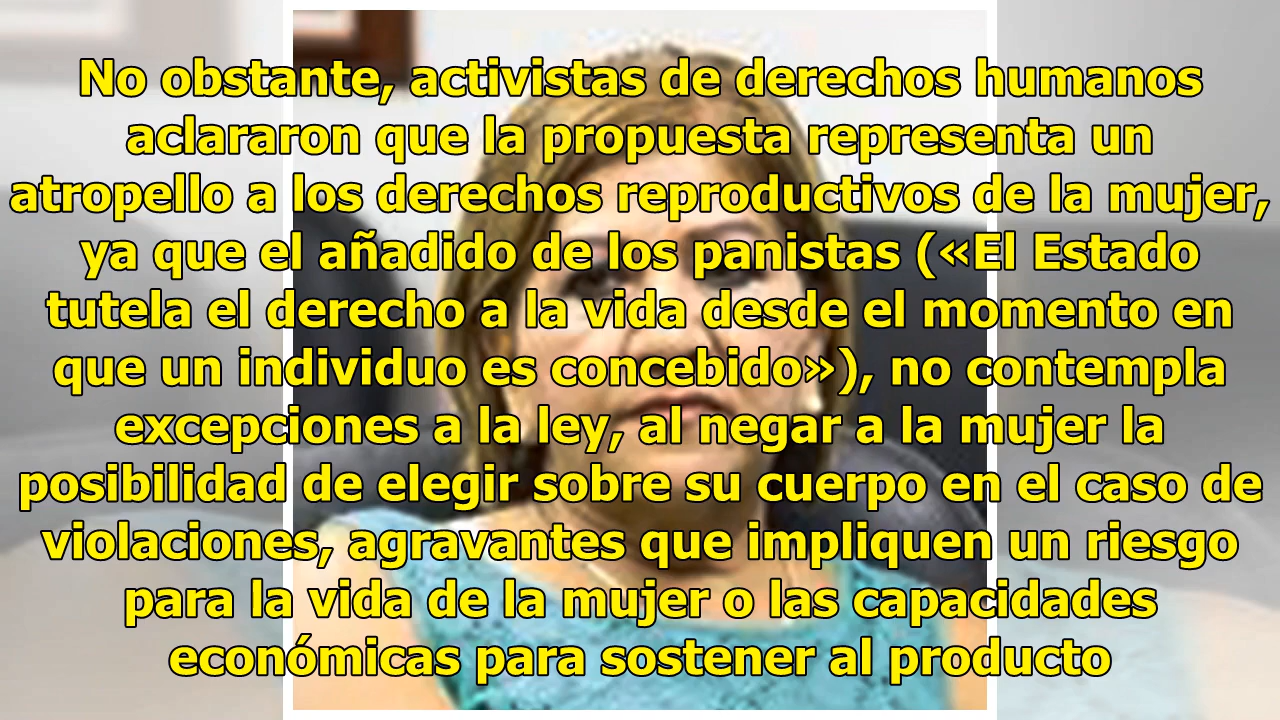 No obstante, activistas de derechos humanos
aclararon que la propuesta representa un
atropello a los derechos reproductivos de la mujer,
ya que el añadido de los panistas («El Estado
tutela el derecho a la vida desde el momento en
que un individuo es concebido»), no contempla
excepciones a la ley, al negar a la mujer la
posibilidad de elegir sobre su cuerpo en el caso de
violaciones, agravantes que impliquen un riesgo
para la vida de la mujer o las capacidades
económicas para sostener al producto